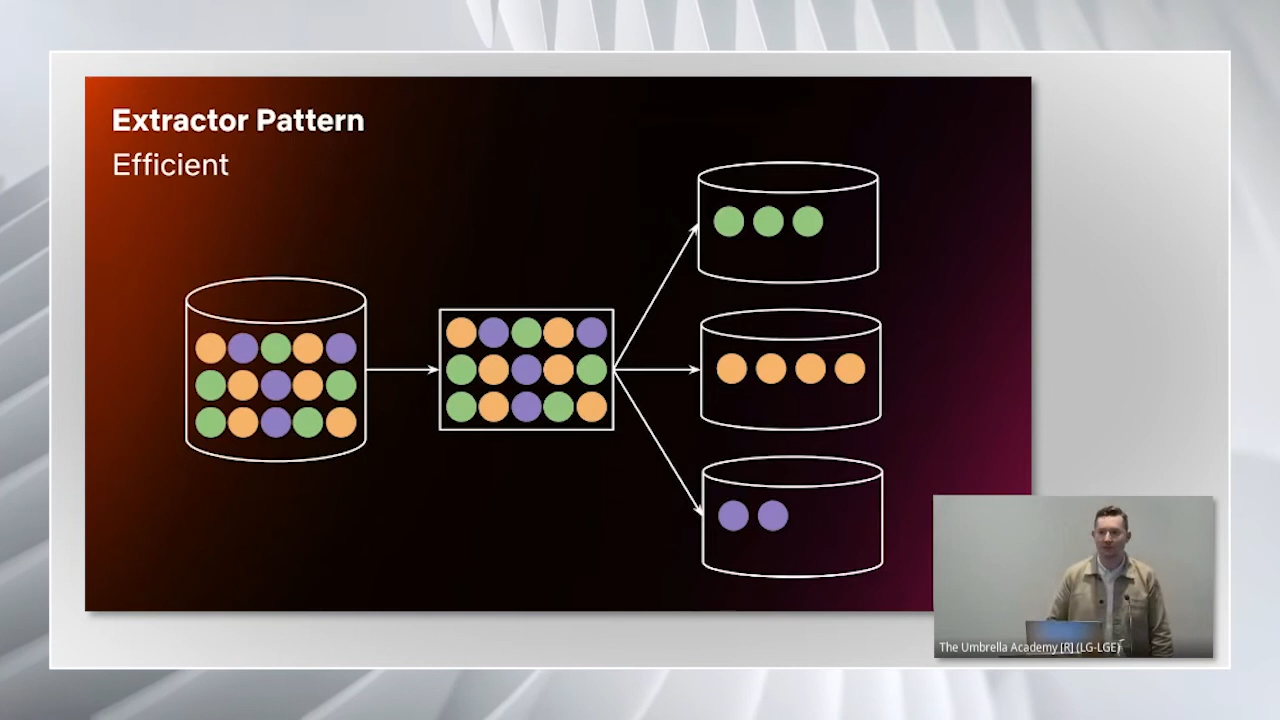 Extractor Pattern
Efficient
The Umbrella Academy [R] (LG-LGE)